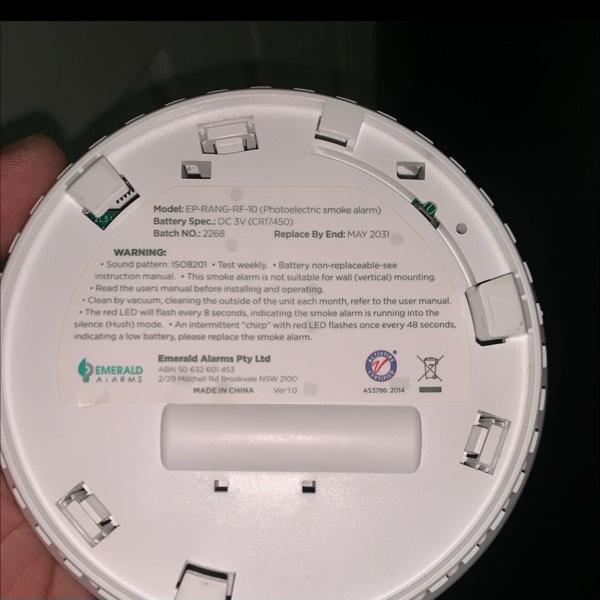 Model: EP-RANG-RF-10 (Photoelectric smoke alarm)
Battery Spec.: DC 3V (CR17450)
Batch NO.: 2268 Replace By End: MAY 2031
WARNING:
• Sound pattern: ISO8201 • Test weekly. • Battery non-replaceable-see
instruction manual. • This smoke alarm is not suitable for wall (vertical) mounting.
• Read the users manual before installing and operating.
• Clean by vacuum, cleaning the outside of the unit each month, refer to the user manual.
• The red LED will flash every 8 seconds, indicating the smoke alarm is running into the
silence (Hush) mode. • An intermittent "chirp" with red LED flashes once every 48 seconds,
indicating a low battery, please replace the smoke alarm.
EMERALD
ALARMS
Emerald Alarms Pty Ltd
ABN 50 632 601 453
2/29 Mitchell Rd Brookvale NSW 2100
MADE IN CHINA Ver 1.0
AS3786: 2014